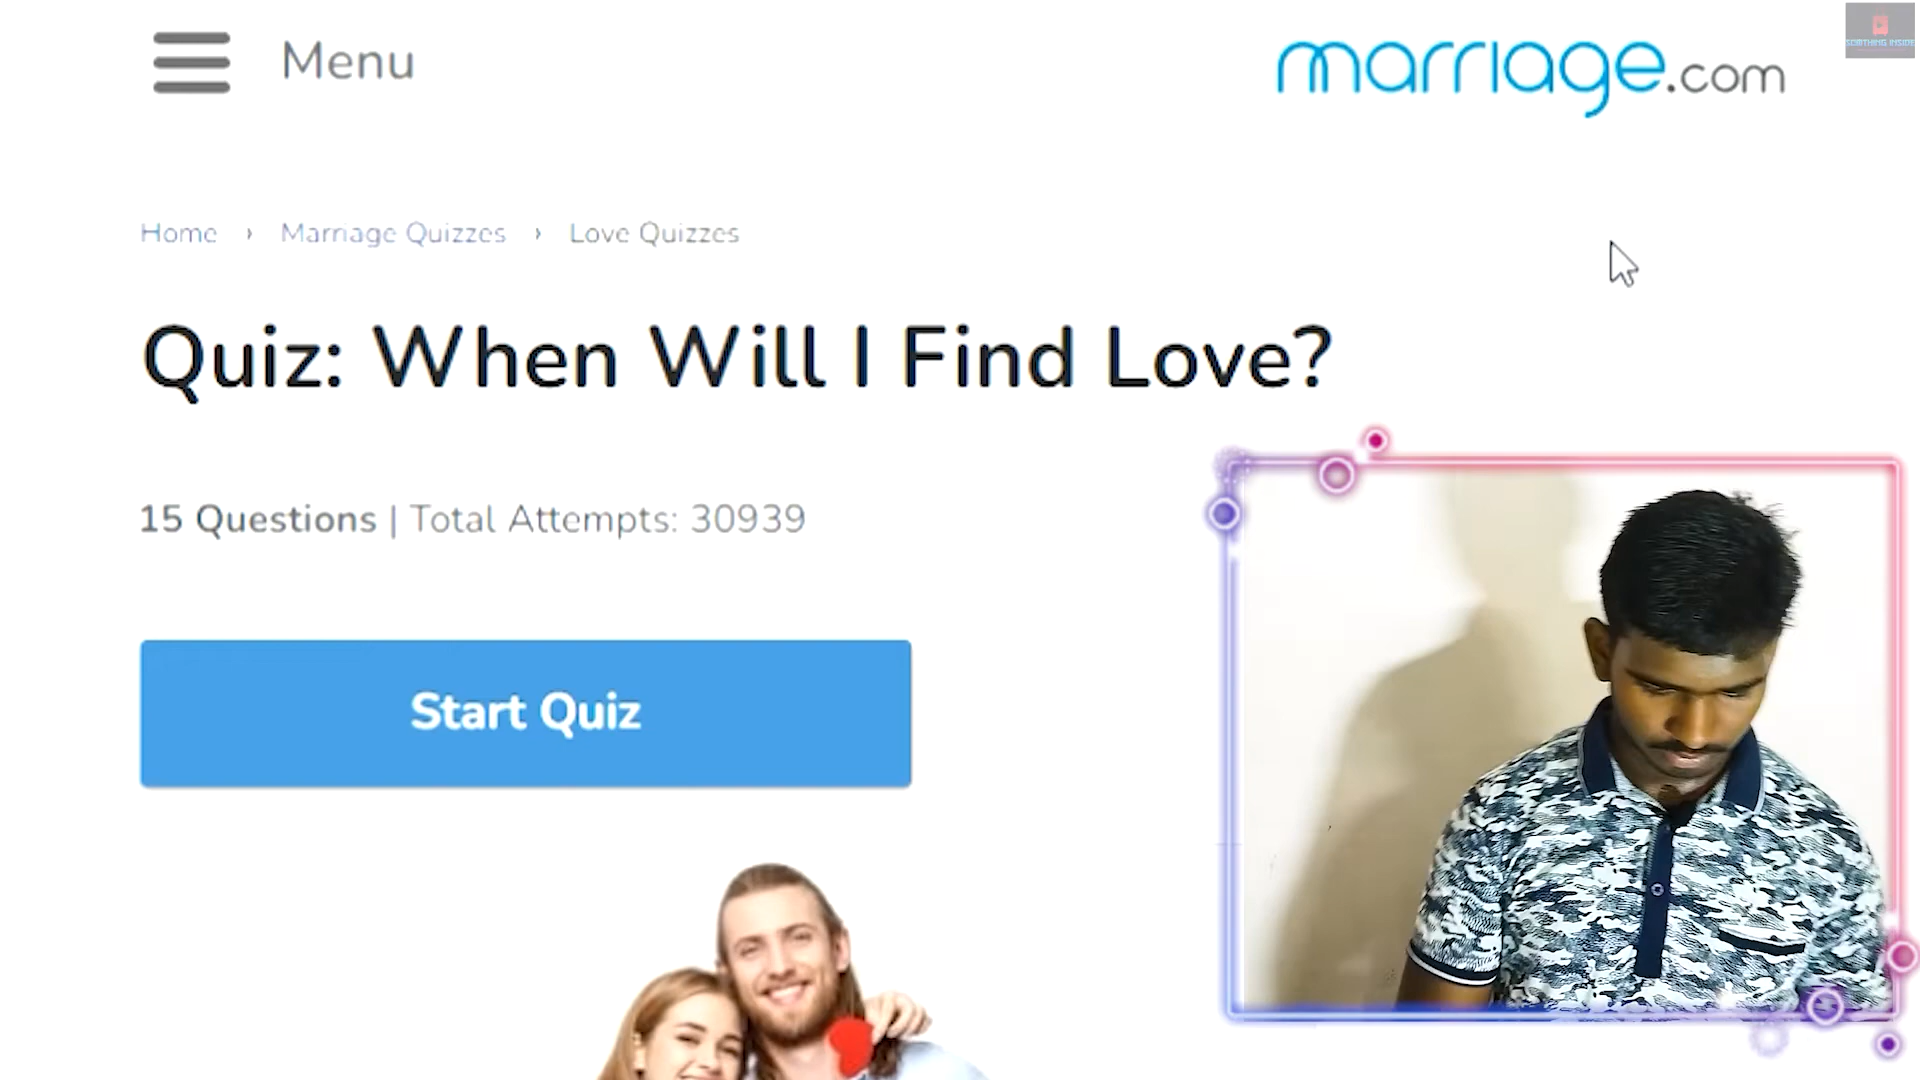 Menu
marriage.com
Home › Marriage Quizzes › Love Quizzes
Quiz: When Will I Find Love?
15 Questions | Total Attempts: 30939
Start Quiz